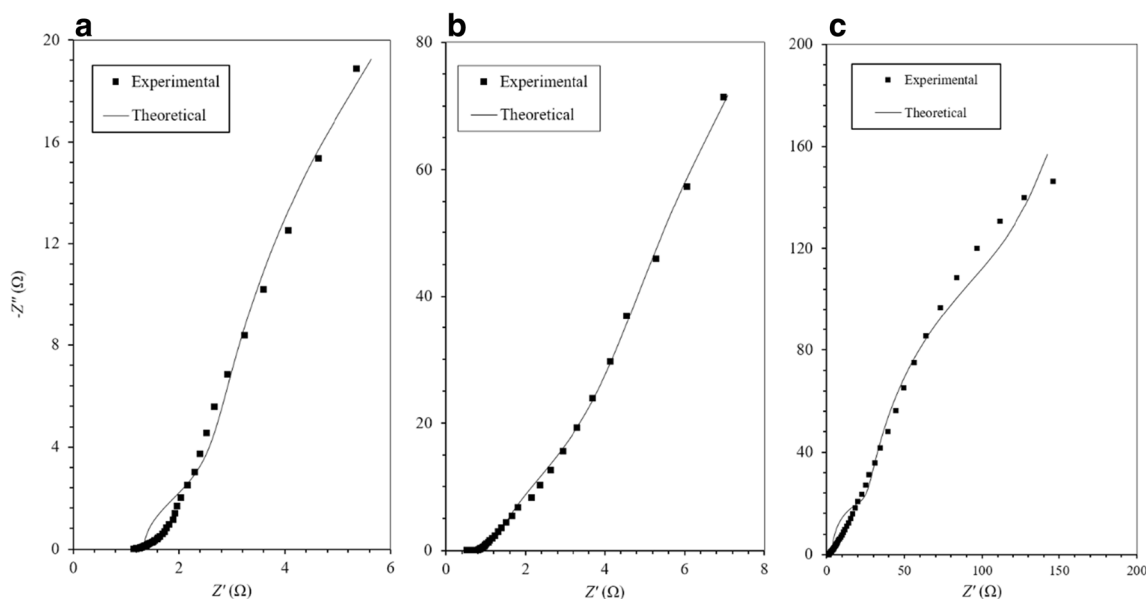 a
20
16
12
8
4
0
0 2 4 6
-Z″ (Ω)
Z′ (Ω)
Experimental
Theoretical
b
80
60
40
20
0
0 2 4 6 8
Z′ (Ω)
Experimental
Theoretical
c
200
160
120
80
40
0
0 50 100 150 200
Z′ (Ω)
Experimental
Theoretical